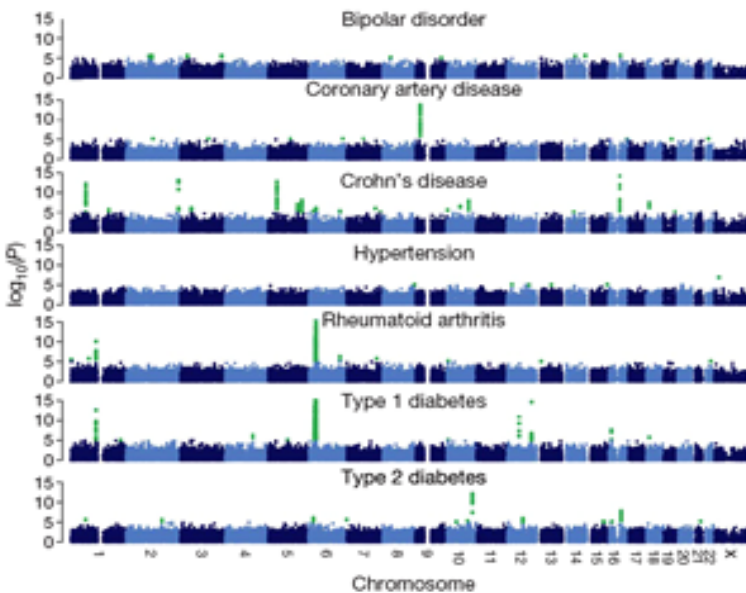 Bipolar disorder
15
10
5
0
Coronary artery disease
15
10
5
0
Crohn's disease
15
10
5
0
Hypertension
15
10
5
0
log10(P)
Rheumatoid arthritis
15
10
5
0
Type 1 diabetes
15
10
5
0
Type 2 diabetes
15
10
5
0
1 2 3 4 5 6 7 8 9 10 11 12 13 14 15 16 17 18 19 20 21 22 X
Chromosome